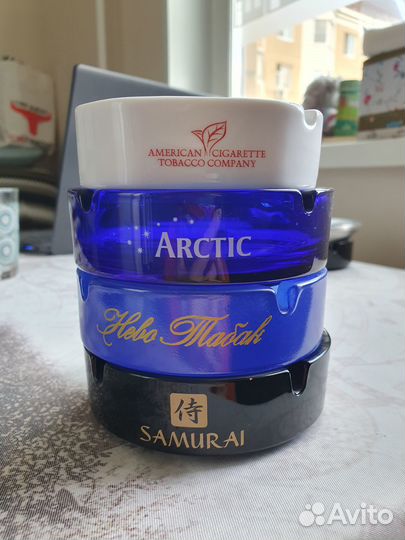 AMERICAN CIGARETTE
TOBACCO COMPANY
ARCTIC
Нево Табак
侍
SAMURAI
Avito